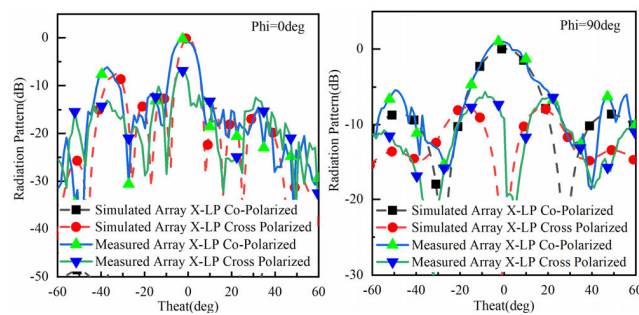 Phi=0deg
0
-10
-20
-30
-40
-50
Radiation Pattern(dB)
Simulated Array X-LP Co-Polarized
Simulated Array X-LP Cross Polarized
Measured Array X-LP Co-Polarized
Measured Array X-LP Cross Polarized
-60 -40 -20 0 20 40 60
Theat(deg)
Phi=90deg
10
0
-10
-20
-30
Radiation Pattern(dB)
Simulated Array X-LP Co-Polarized
Simulated Array X-LP Cross Polarized
Measured Array X-LP Co-Polarized
Measured Array X-LP Cross Polarized
-60 -40 -20 0 20 40 60
Theat(deg)